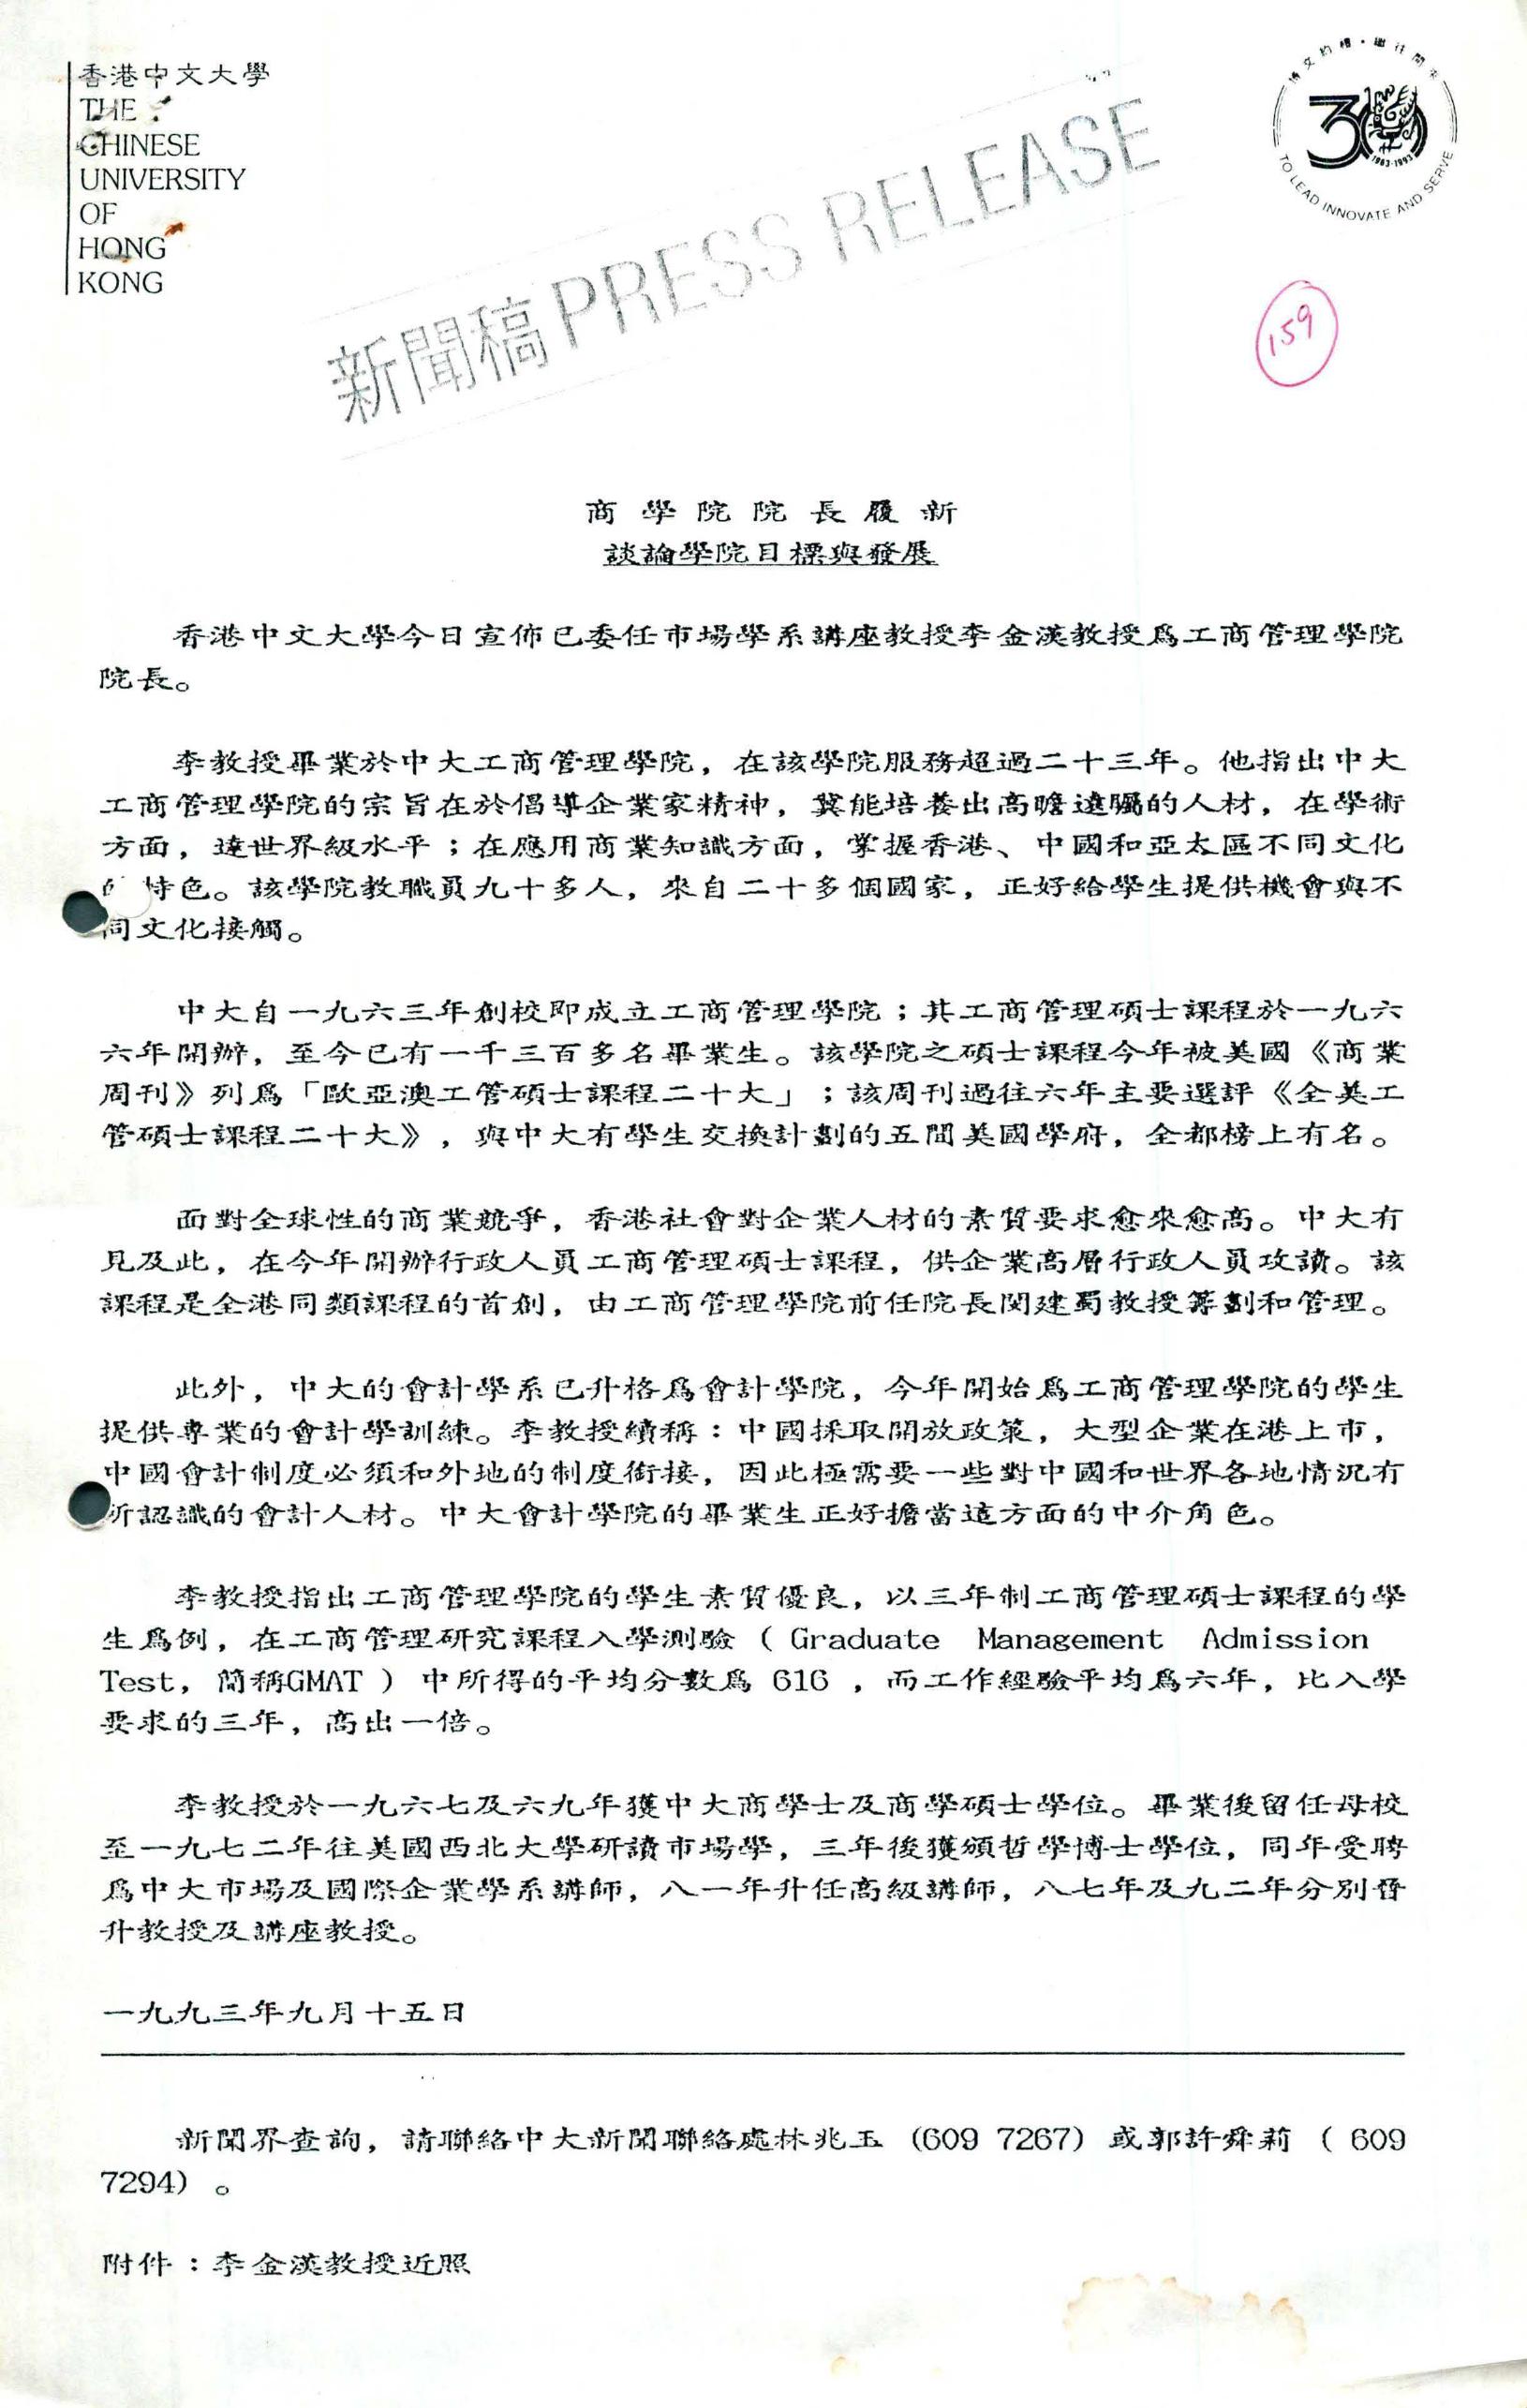 香港中文大學
THE
CHINESE
UNIVERSITY
OF
HONG
KONG
博文約禮・繼往開來
30
1963-1993
TO LEAD INNOVATE AND SERVE
新聞稿 PRESS RELEASE
159
商學院院長履新
談論學院目標與發展
香港中文大學今日宣佈已委任市場學系講座教授李金漢教授爲工商管理學院
院長。
李教授畢業於中大工商管理學院，在該學院服務超過二十三年。他指出中大
工商管理學院的宗旨在於倡導企業家精神，冀能培養出高瞻遠矚的人材，在學術
方面，達世界級水平；在應用商業知識方面，掌握香港、中國和亞太區不同文化
特色。該學院教職員九十多人，來自二十多個國家，正好給學生提供機會與不
同文化接觸。
中大自一九六三年創校即成立工商管理學院；其工商管理碩士課程於一九六
六年開辦，至今已有一千三百多名畢業生。該學院之碩士課程今年被美國《商業
周刊》列爲「歐亞澳工管碩士課程二十大」；該周刊過往六年主要選評《全美工
管碩士課程二十大》，與中大有學生交換計劃的五間美國學府，全都榜上有名。
面對全球性的商業競爭，香港社會對企業人材的素質要求愈來愈高。中大有
見及此，在今年開辦行政人員工商管理碩士課程，供企業高層行政人員攻讀。該
課程是全港同類課程的首創，由工商管理學院前任院長閔建蜀教授籌劃和管理。
此外，中大的會計學系已升格爲會計學院，今年開始爲工商管理學院的學生
提供專業的會計學訓練。李教授續稱：中國採取開放政策，大型企業在港上市，
中國會計制度必須和外地的制度銜接，因此極需要一些對中國和世界各地情況有
所認識的會計人材。中大會計學院的畢業生正好擔當這方面的中介角色。
李教授指出工商管理學院的學生素質優良，以三年制工商管理碩士課程的學
生爲例，在工商管理研究課程入學測驗（Graduate Management Admission
Test，簡稱GMAT）中所得的平均分數爲 616 ，而工作經驗平均爲六年，比入學
要求的三年，高出一倍。
李教授於一九六七及六九年獲中大商學士及商學碩士學位。畢業後留任母校
至一九七二年往美國西北大學研讀市場學，三年後獲頒哲學博士學位，同年受聘
爲中大市場及國際企業學系講師，八一年升任高級講師，八七年及九二年分別晉
升教授及講座教授。
一九九三年九月十五日
新聞界查詢，請聯絡中大新聞聯絡處林兆玉 (609 7267) 或郭許舜莉（ 609
7294) 。
附件：李金漢教授近照